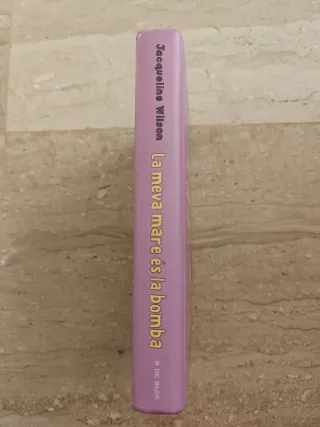 Jacqueline Wilson
la meva mare és la bomba
B DE BLOK